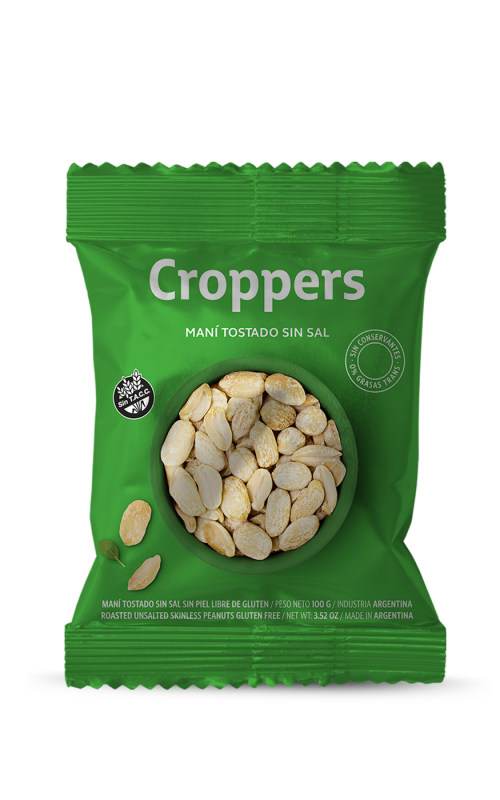 Croppers
MANÍ TOSTADO SIN SAL
· SIN CONSERVANTES ·
0% GRASAS TRANS
Sin T.A.C.C.
MANÍ TOSTADO SIN SAL SIN PIEL LIBRE DE GLUTEN / PESO NETO 100 G / INDUSTRIA ARGENTINA
ROASTED UNSALTED SKINLESS PEANUTS GLUTEN FREE / NET WT: 3.52 OZ / MADE IN ARGENTINA